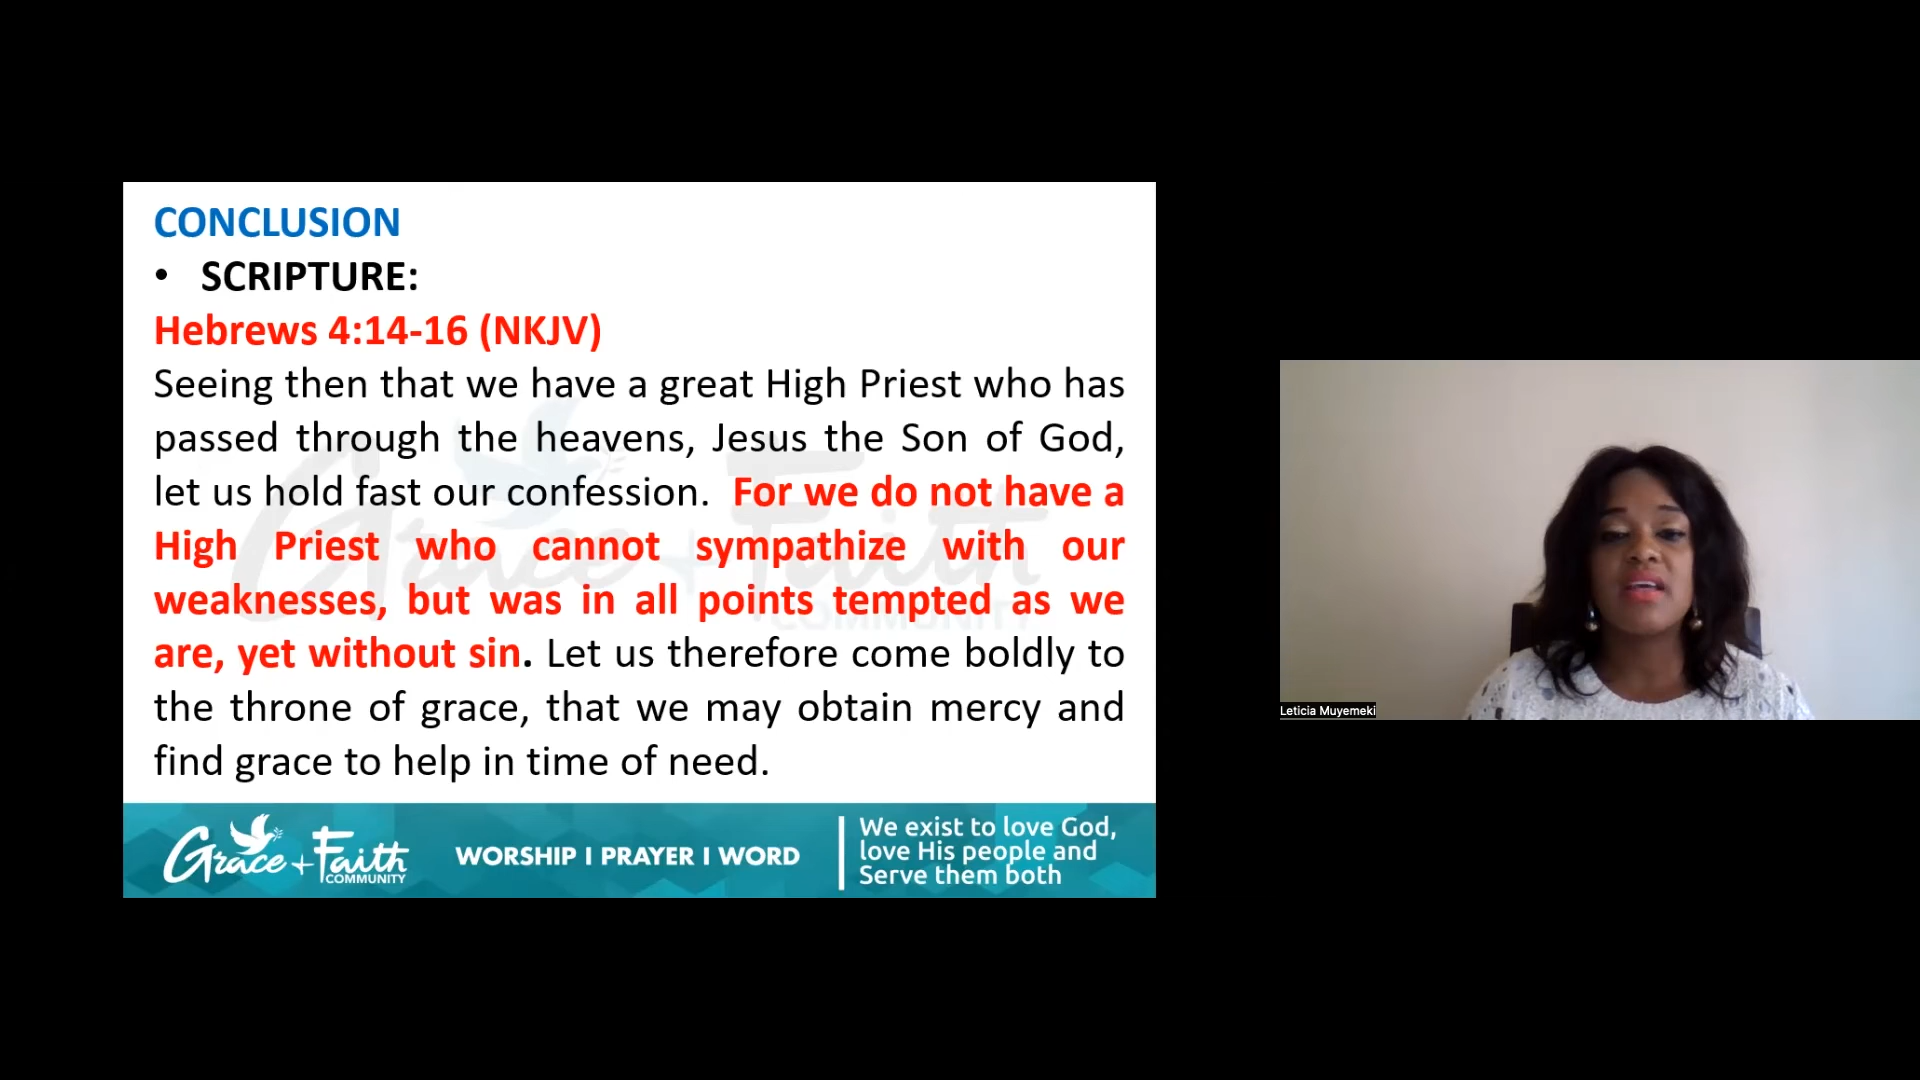 CONCLUSION
• SCRIPTURE:
Hebrews 4:14-16 (NKJV)
Seeing then that we have a great High Priest who has
passed through the heavens, Jesus the Son of God,
let us hold fast our confession. For we do not have a
High Priest who cannot sympathize with our
weaknesses, but was in all points tempted as we
are, yet without sin. Let us therefore come boldly to
the throne of grace, that we may obtain mercy and
find grace to help in time of need.
Grace + Faith
COMMUNITY
Grace + Faith
COMMUNITY
WORSHIP I PRAYER I WORD
We exist to love God,
love His people and
Serve them both
Leticia Muyemeki